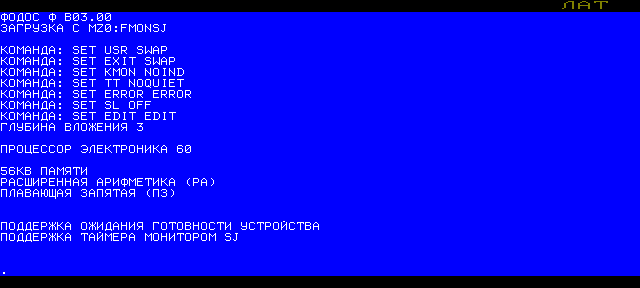 ЛАТ
ФОДОС Ф В03.00
ЗАГРУЗКА С MZ0:FMONSJ
КОМАНДА: SET USR SWAP
КОМАНДА: SET EXIT SWAP
КОМАНДА: SET KMON NOIND
КОМАНДА: SET TT NOQUIET
КОМАНДА: SET ERROR ERROR
КОМАНДА: SET SL OFF
КОМАНДА: SET EDIT EDIT
ГЛУБИНА ВЛОЖЕНИЯ 3
ПРОЦЕССОР ЭЛЕКТРОНИКА 60
56КВ ПАМЯТИ
РАСШИРЕННАЯ АРИФМЕТИКА (РА)
ПЛАВАЮЩАЯ ЗАПЯТАЯ (ПЗ)
ПОДДЕРЖКА ОЖИДАНИЯ ГОТОВНОСТИ УСТРОЙСТВА
ПОДДЕРЖКА ТАЙМЕРА МОНИТОРОМ SJ
.